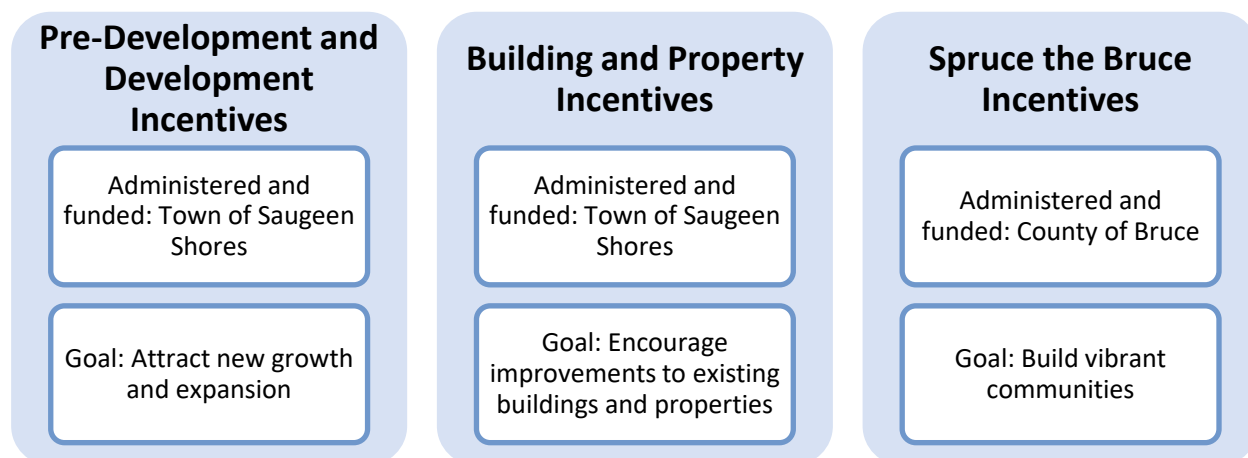 Pre-Development and
Development
Incentives
Administered and
funded: Town of Saugeen
Shores
Goal: Attract new growth
and expansion
Building and Property
Incentives
Administered and
funded: Town of Saugeen
Shores
Goal: Encourage
improvements to existing
buildings and properties
Spruce the Bruce
Incentives
Administered and
funded: County of Bruce
Goal: Build vibrant
communities